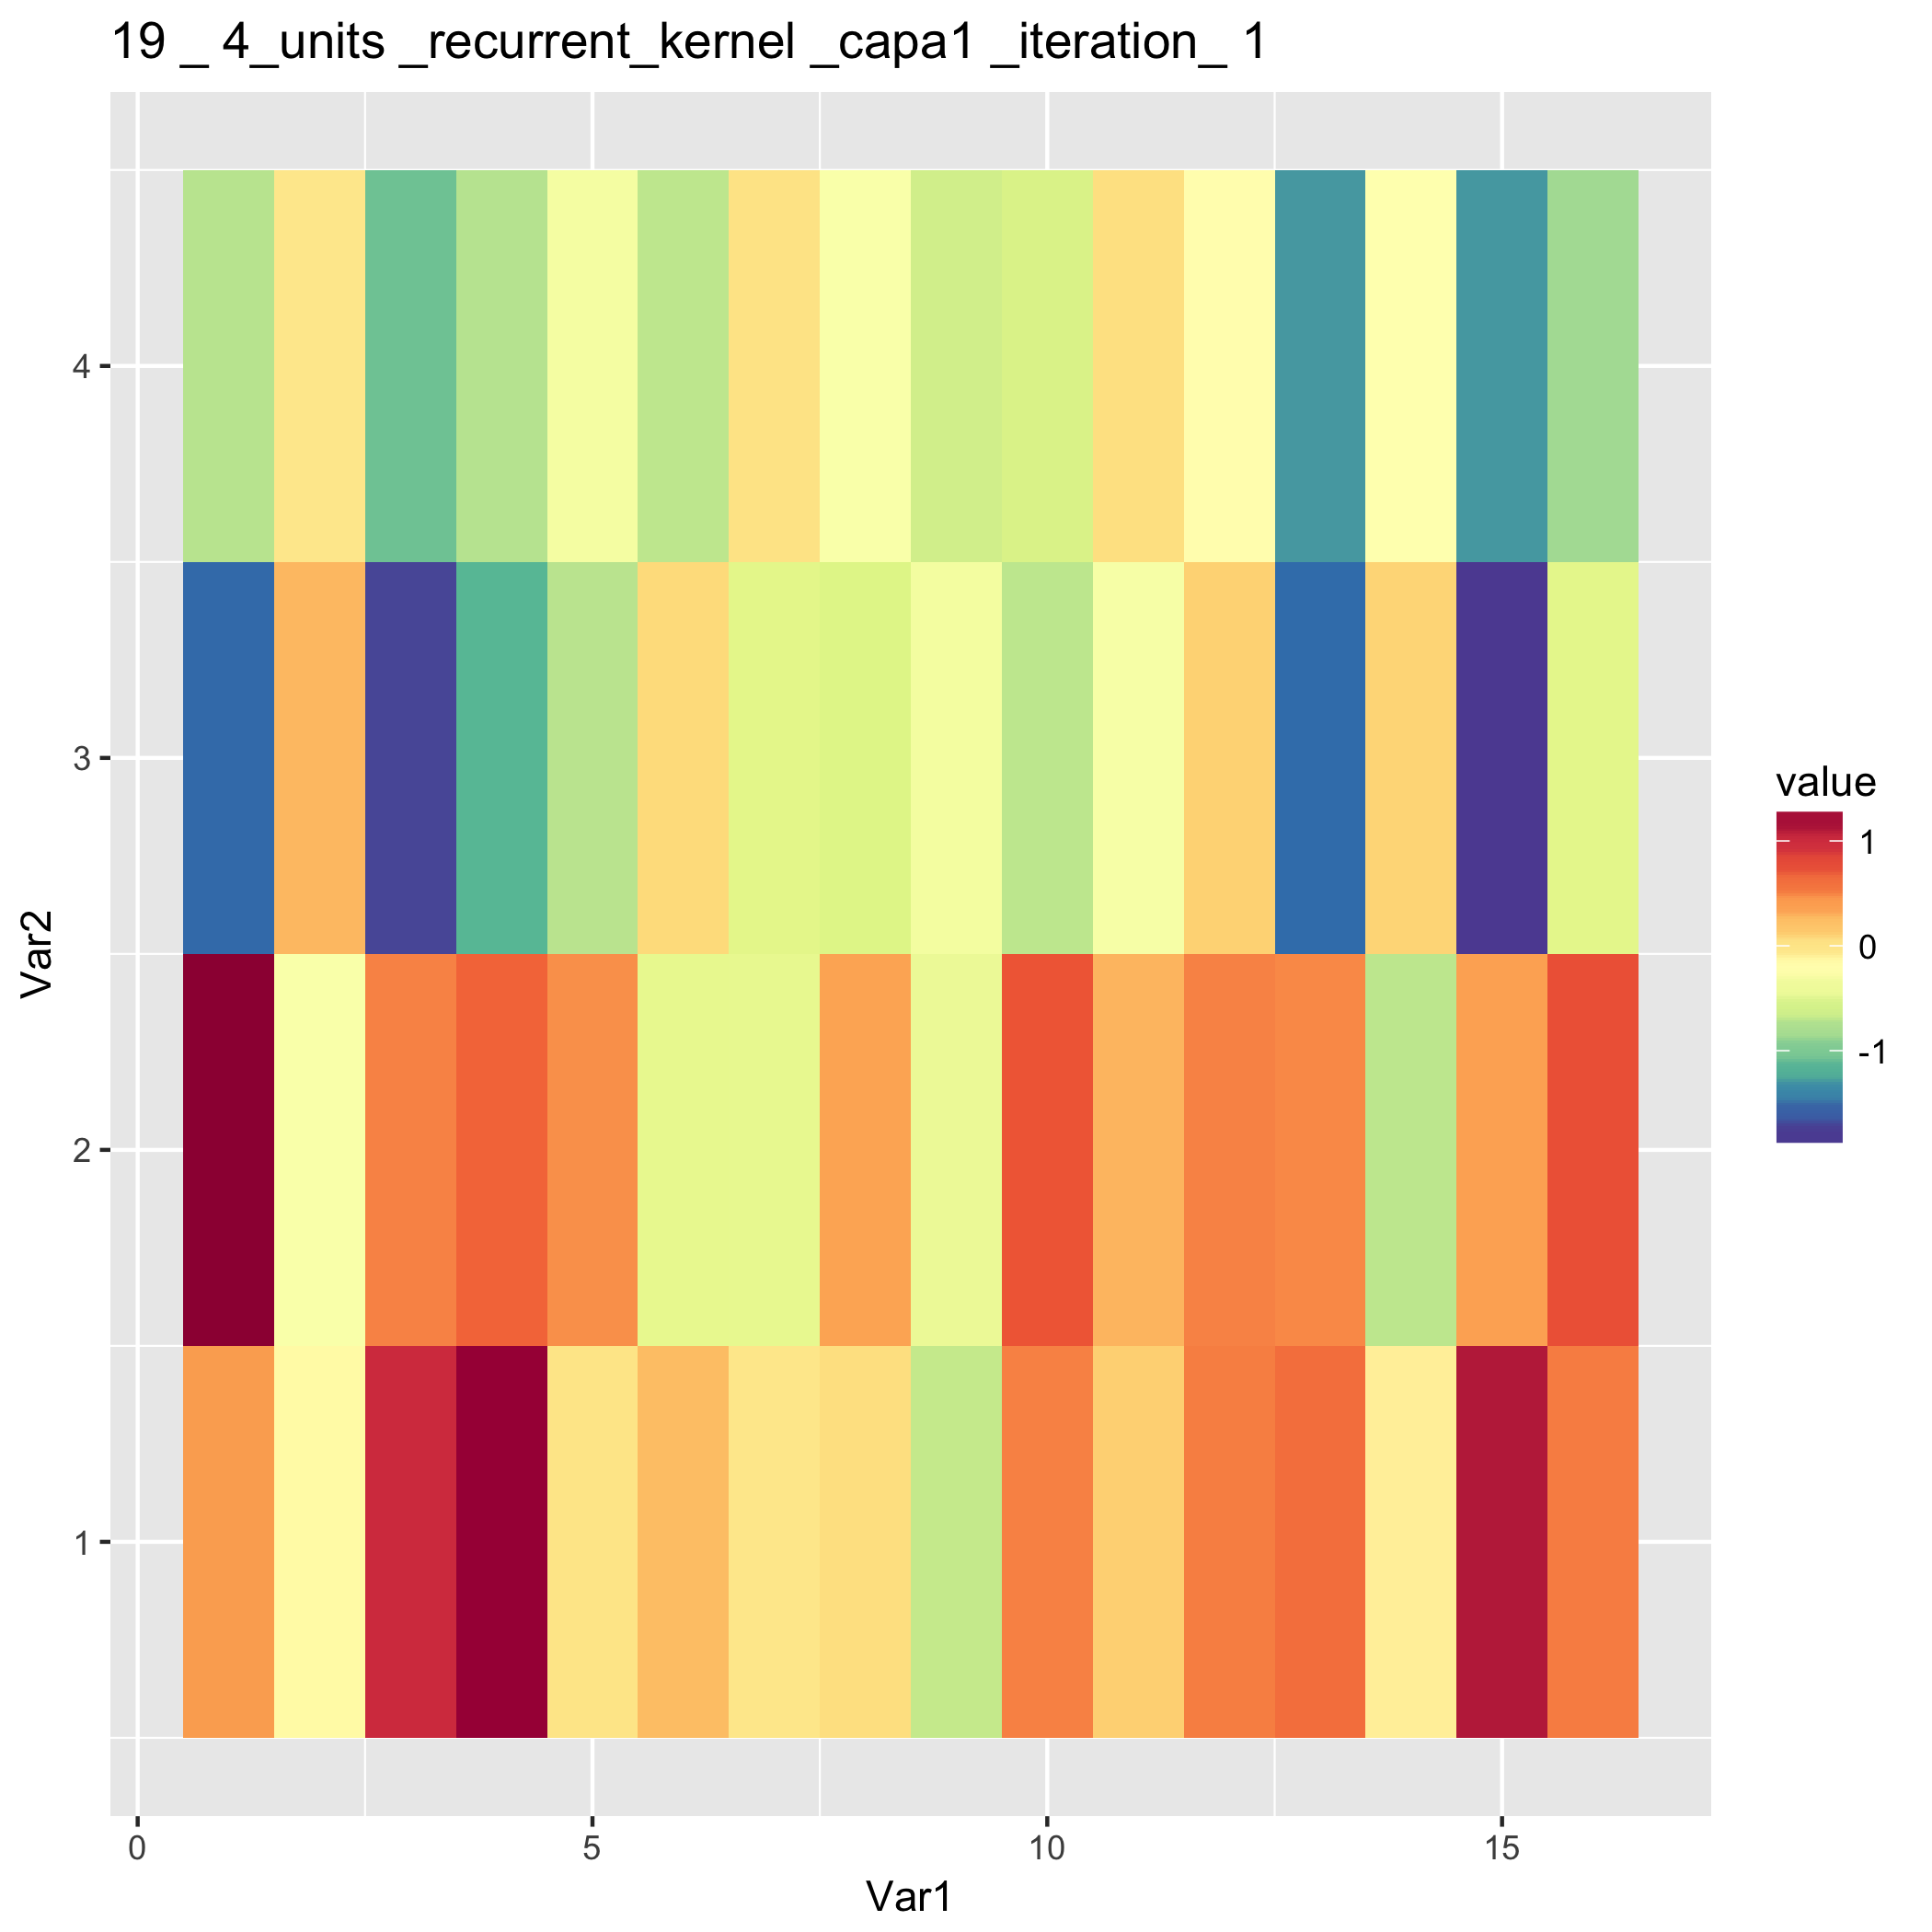 19 _ 4_units _recurrent_kernel _capa1 _iteration_ 1
4
3
2
1
Var2
0
5
10
15
Var1
value
1
0
-1